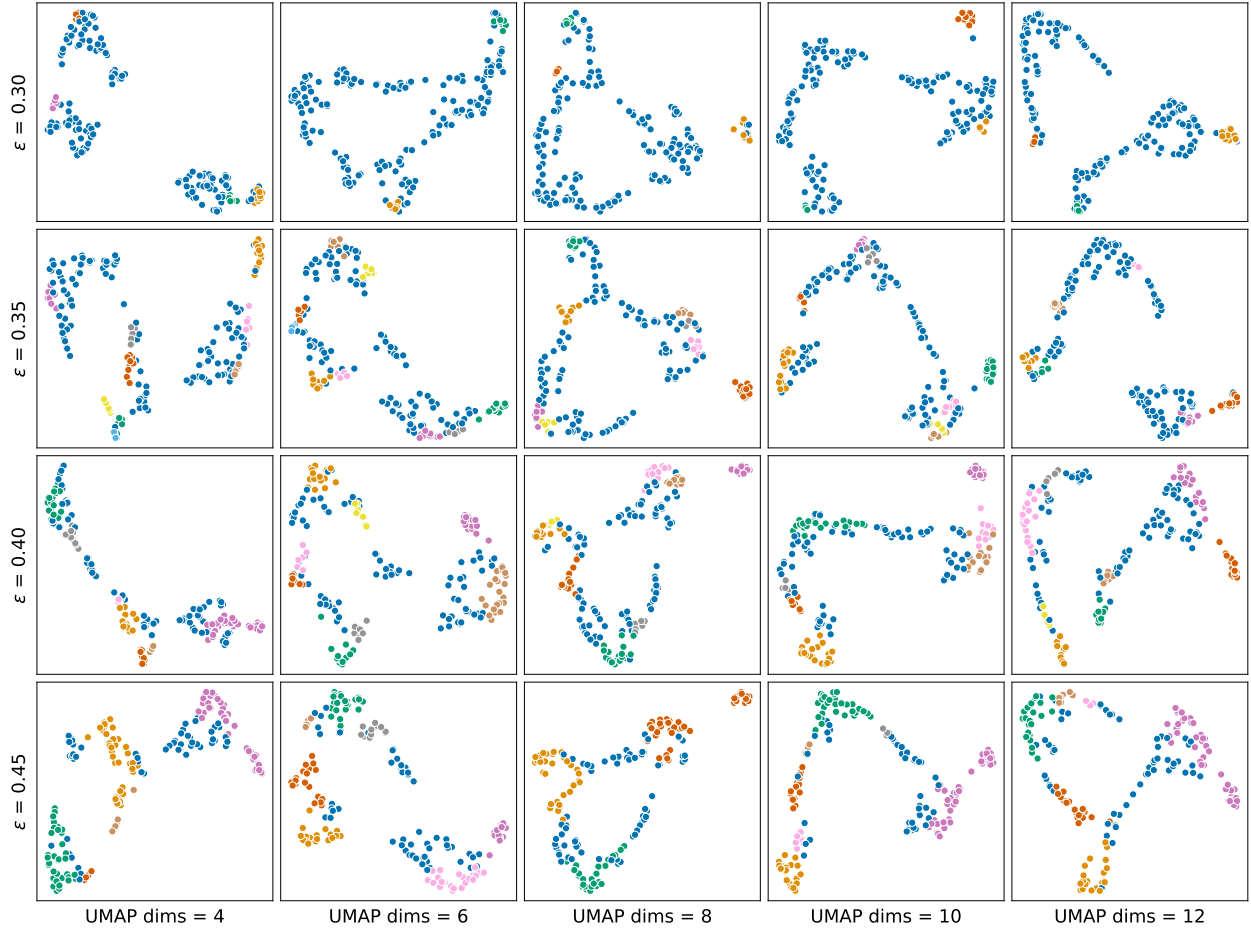 ε = 0.30
ε = 0.35
ε = 0.40
ε = 0.45
UMAP dims = 4
UMAP dims = 6
UMAP dims = 8
UMAP dims = 10
UMAP dims = 12